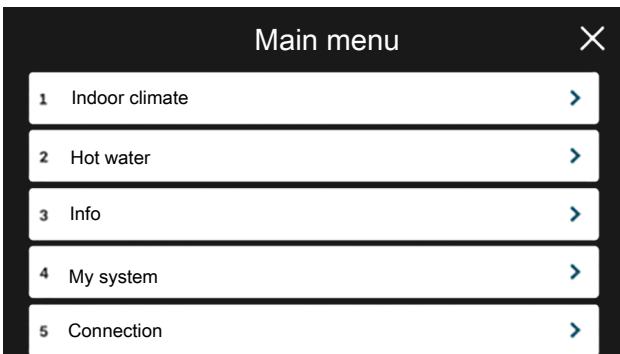 Main menu
1 Indoor climate
2 Hot water
3 Info
4 My system
5 Connection